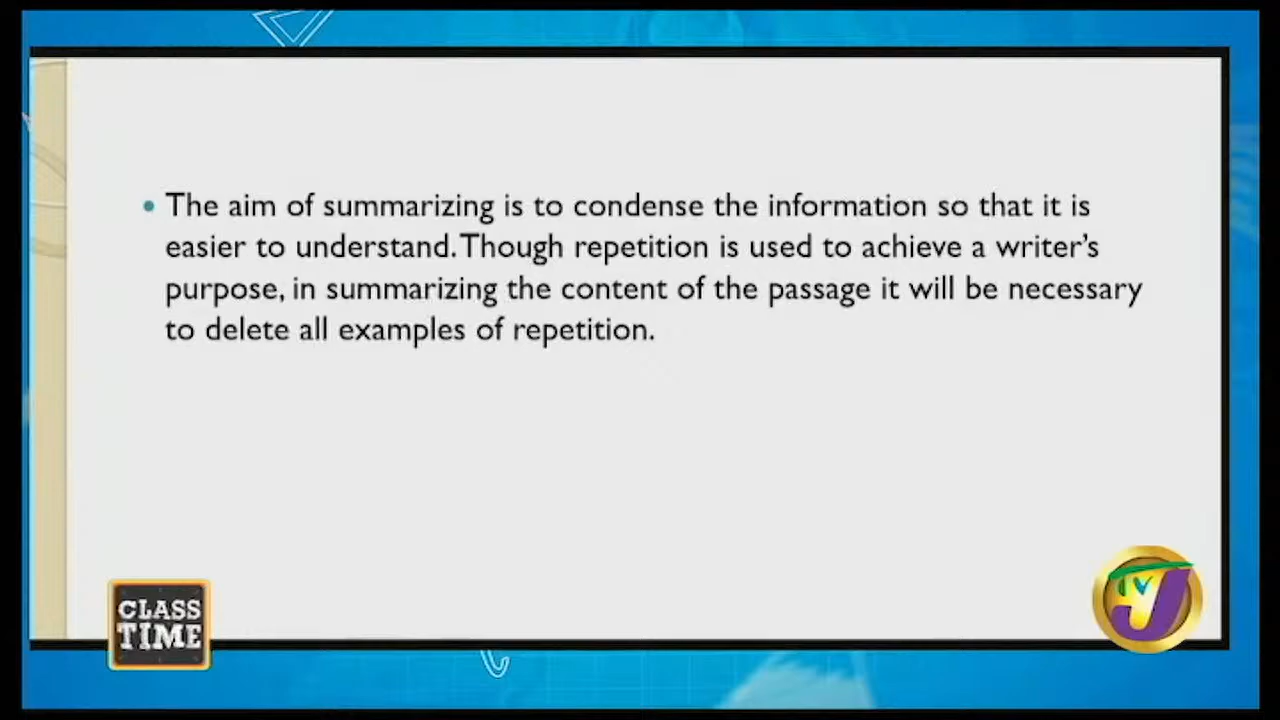 • The aim of summarizing is to condense the information so that it is
easier to understand. Though repetition is used to achieve a writer's
purpose, in summarizing the content of the passage it will be necessary
to delete all examples of repetition.
CLASS
TIME
TVJ